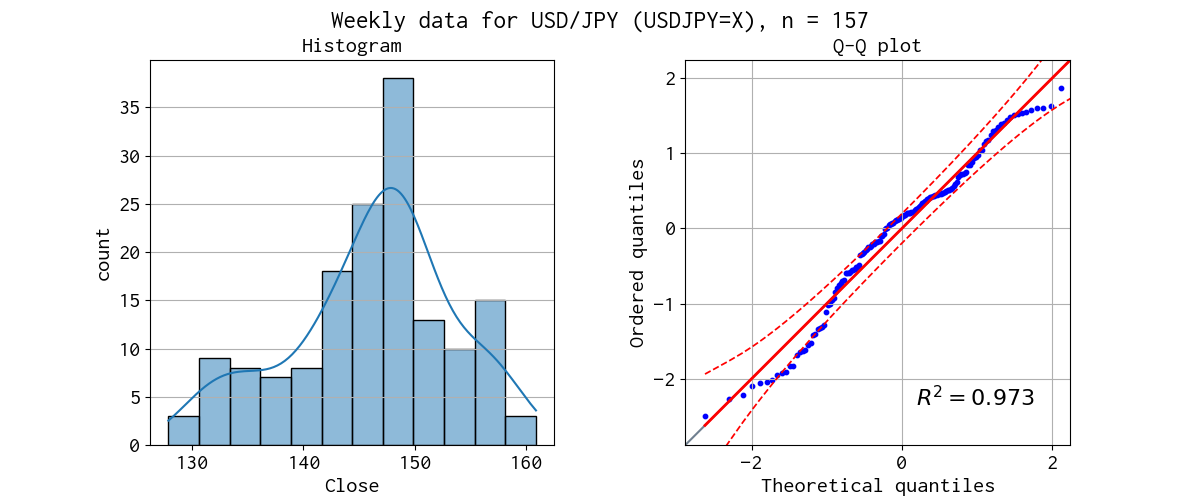 Weekly data for USD/JPY (USDJPY=X), n = 157
Histogram
count
35
30
25
20
15
10
5
0
130 140 150 160
Close
Q-Q plot
Ordered quantiles
2
1
0
−1
−2
R² = 0.973
−2 0 2
Theoretical quantiles